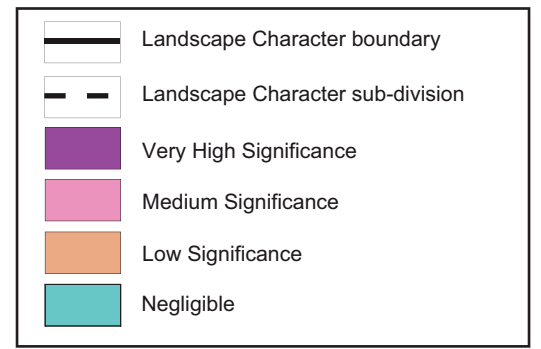 Landscape Character boundary
Landscape Character sub-division
Very High Significance
Medium Significance
Low Significance
Negligible